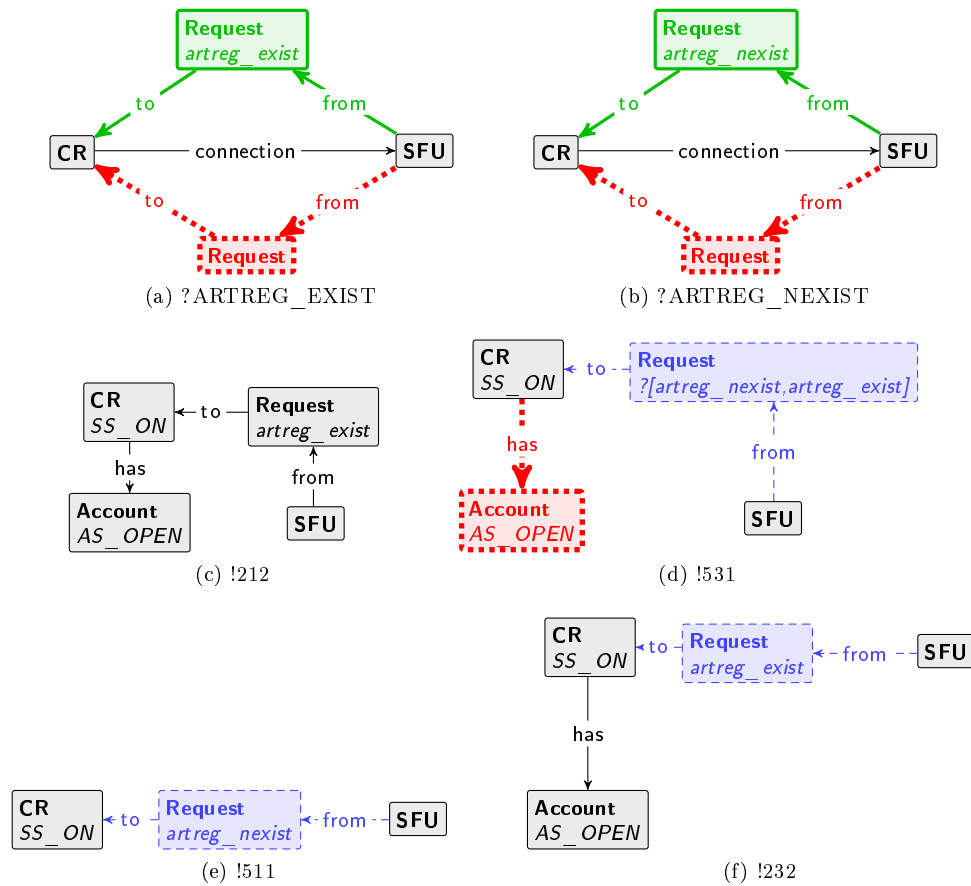 Request
artreg_exist
to
from
CR
connection
SFU
to
from
Request
(a) ?ARTREG_EXIST
Request
artreg_nexist
to
from
CR
connection
SFU
to
from
Request
(b) ?ARTREG_NEXIST
CR
SS_ON
to
Request
artreg_exist
has
from
Account
AS_OPEN
SFU
(c) !212
CR
SS_ON
to
Request
?[artreg_nexist,artreg_exist]
has
from
Account
AS_OPEN
SFU
(d) !531
CR
SS_ON
to
Request
artreg_nexist
from
SFU
(e) !511
CR
SS_ON
to
Request
artreg_exist
from
SFU
has
Account
AS_OPEN
(f) !232